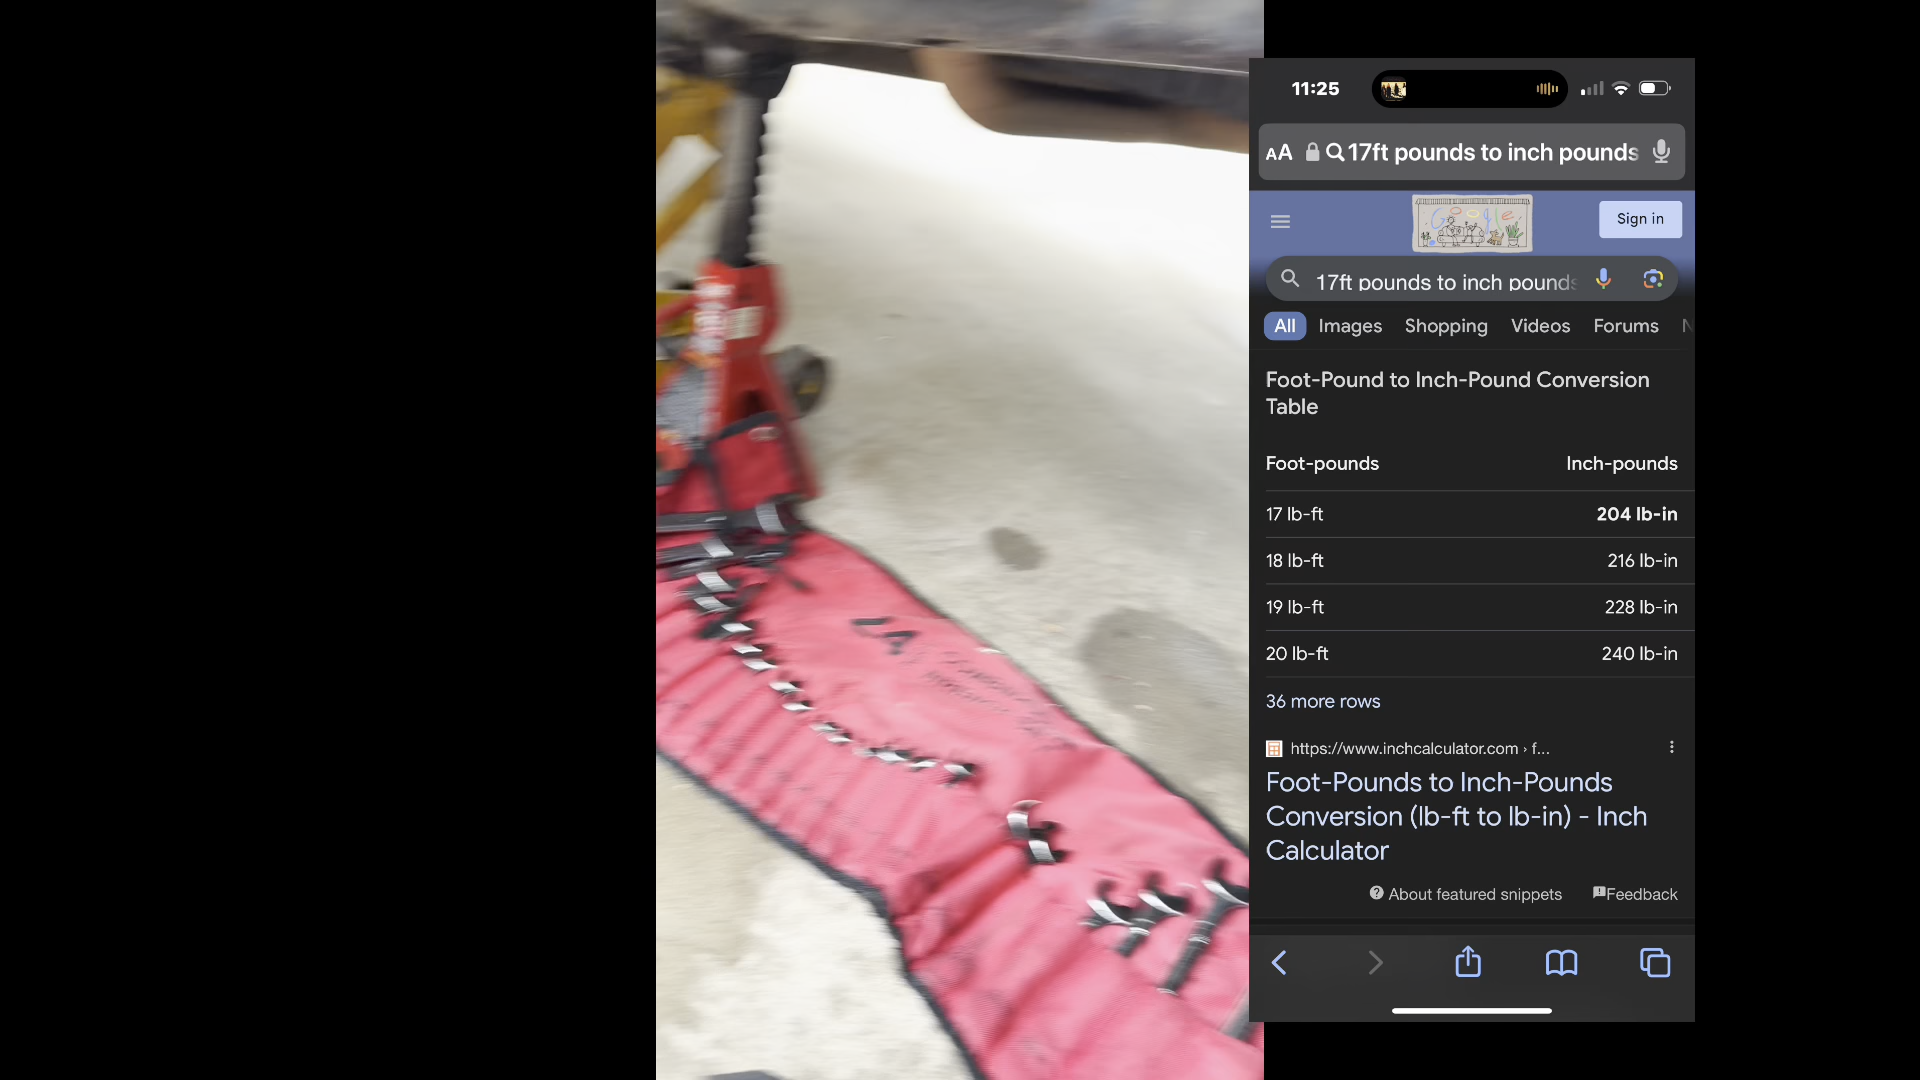 11:25
AA 17ft pounds to inch pounds
Google
Sign in
17ft pounds to inch pounds
All Images Shopping Videos Forums
Foot-Pound to Inch-Pound Conversion
Table
Foot-pounds Inch-pounds
17 lb-ft 204 lb-in
18 lb-ft 216 lb-in
19 lb-ft 228 lb-in
20 lb-ft 240 lb-in
36 more rows
https://www.inchcalculator.com › f...
Foot-Pounds to Inch-Pounds
Conversion (lb-ft to lb-in) - Inch
Calculator
About featured snippets Feedback